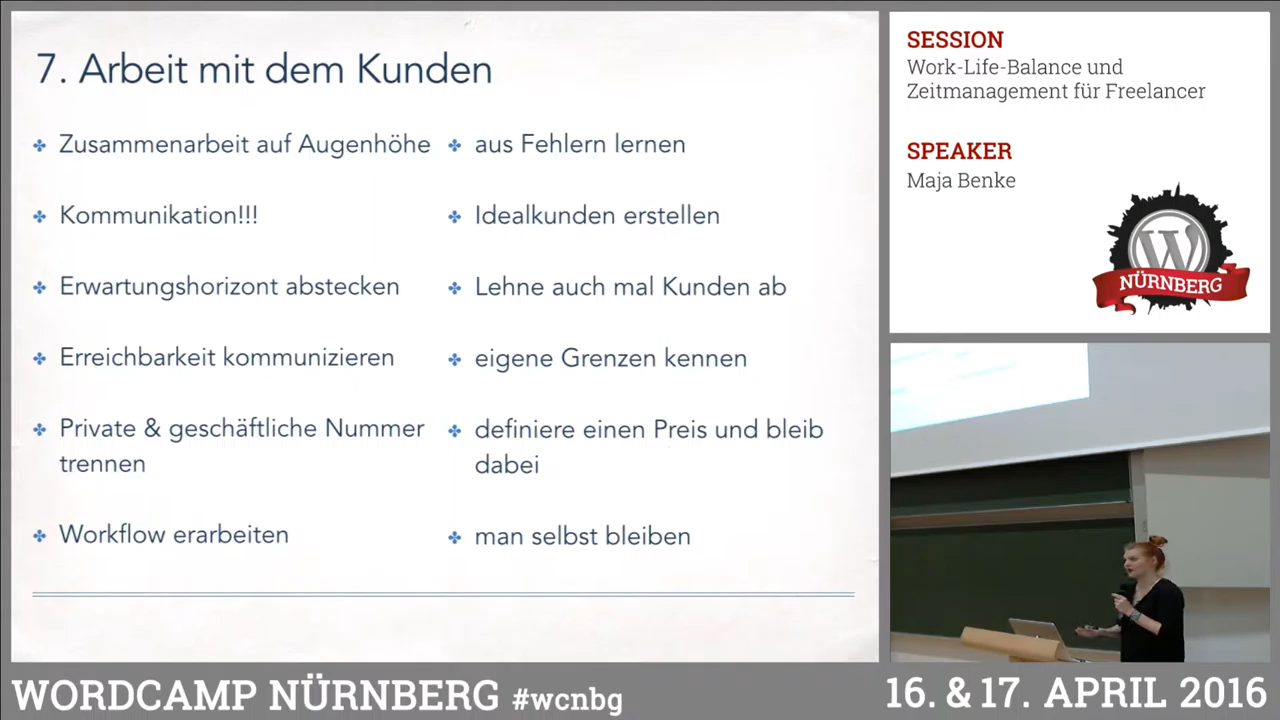 7. Arbeit mit dem Kunden
Zusammenarbeit auf Augenhöhe
Kommunikation!!!
Erwartungshorizont abstecken
Erreichbarkeit kommunizieren
Private & geschäftliche Nummer
trennen
Workflow erarbeiten
aus Fehlern lernen
Idealkunden erstellen
Lehne auch mal Kunden ab
eigene Grenzen kennen
definiere einen Preis und bleib
dabei
man selbst bleiben
SESSION
Work-Life-Balance und
Zeitmanagement für Freelancer
SPEAKER
Maja Benke
W
NÜRNBERG
WORDCAMP NÜRNBERG #wcnbg
16. & 17. APRIL 2016